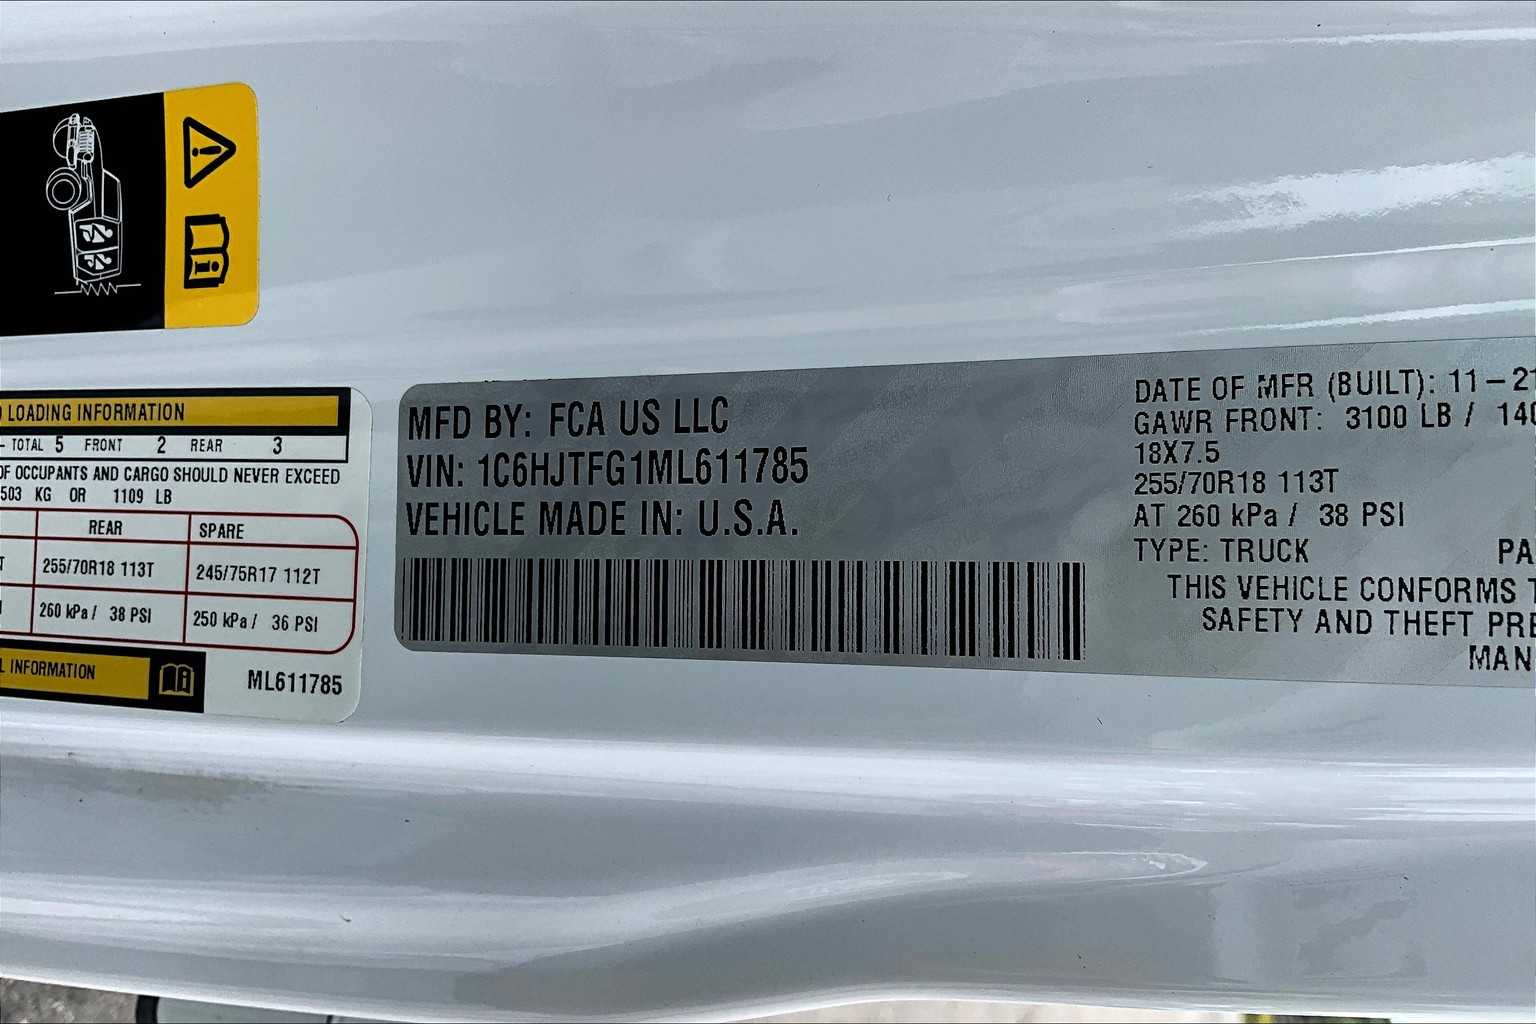 LOADING INFORMATION
TOTAL 5 FRONT 2 REAR 3
OF OCCUPANTS AND CARGO SHOULD NEVER EXCEED
503 KG OR 1109 LB
REAR SPARE
255/70R18 113T 245/75R17 112T
260 kPa / 38 PSI 250 kPa / 36 PSI
INFORMATION
ML611785
MFD BY: FCA US LLC
VIN: 1C6HJTFG1ML611785
VEHICLE MADE IN: U.S.A.
DATE OF MFR (BUILT): 11-21
GAWR FRONT: 3100 LB / 140
18X7.5
255/70R18 113T
AT 260 kPa / 38 PSI
TYPE: TRUCK PA
THIS VEHICLE CONFORMS T
SAFETY AND THEFT PRE
MAN